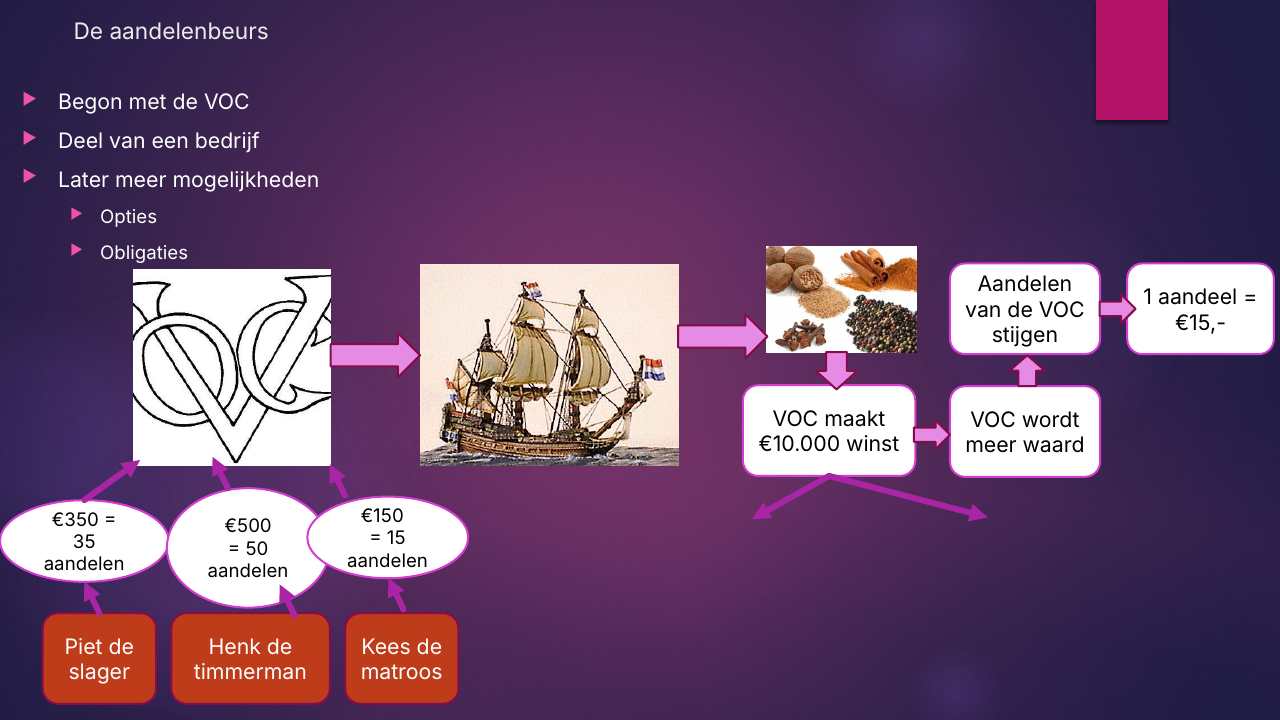 De aandelenbeurs
Begon met de VOC
Deel van een bedrijf
Later meer mogelijkheden
Opties
Obligaties
VOC
Aandelen
van de VOC
stijgen
1 aandeel =
€15,-
VOC maakt
€10.000 winst
VOC wordt
meer waard
€350 =
35
aandelen
€500
= 50
aandelen
€150
= 15
aandelen
Piet de
slager
Henk de
timmerman
Kees de
matroos